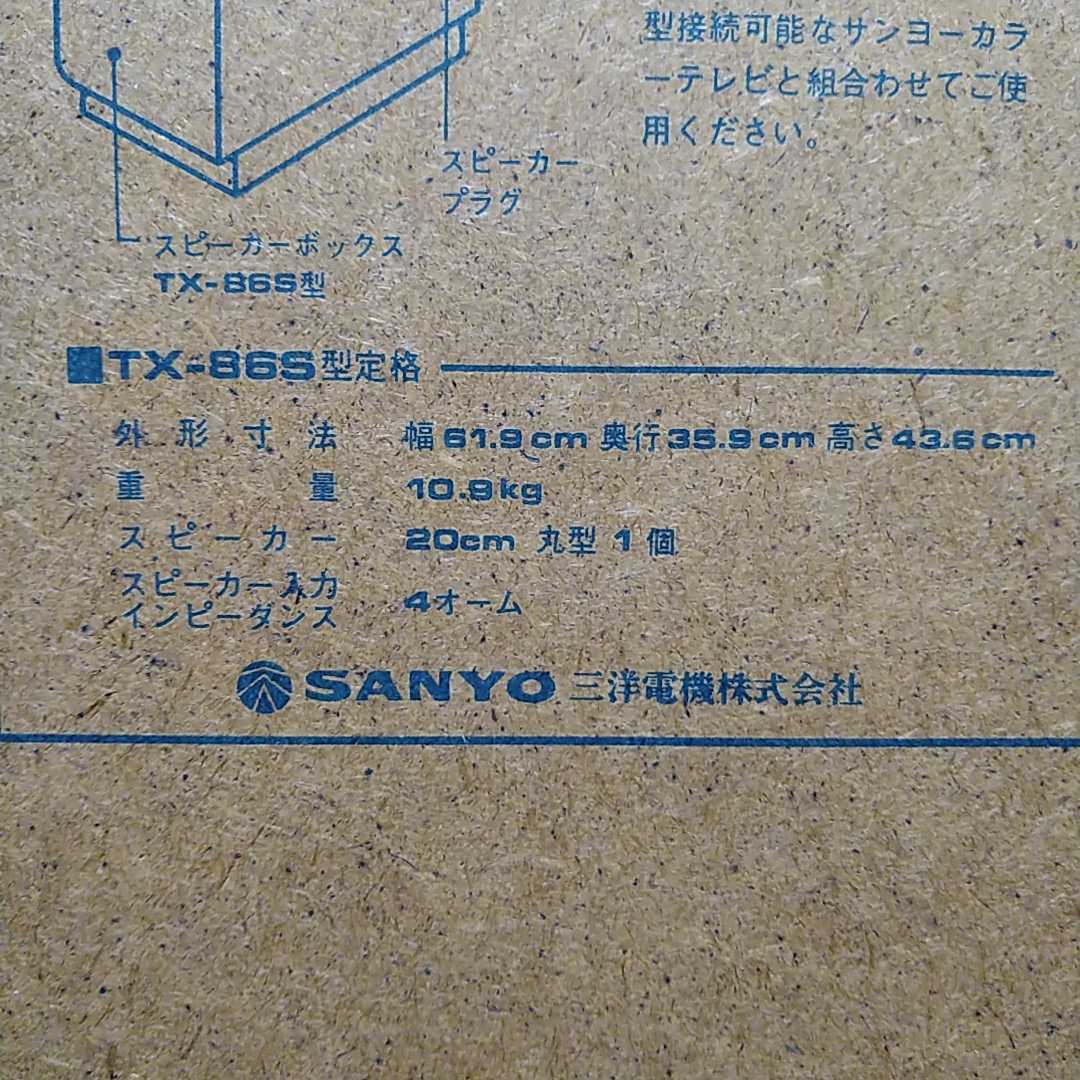 型接続可能なサンヨーカラ
ーテレビと組合わせてご使
用ください。
スピーカー
プラグ
スピーカーボックス
TX-86S型
■TX-86S型定格
外形寸法 幅61.9cm 奥行35.9cm 高さ43.6cm
重量 10.9kg
スピーカー 20cm 丸型 1個
スピーカー入力
インピーダンス 4オーム
SANYO 三洋電機株式会社